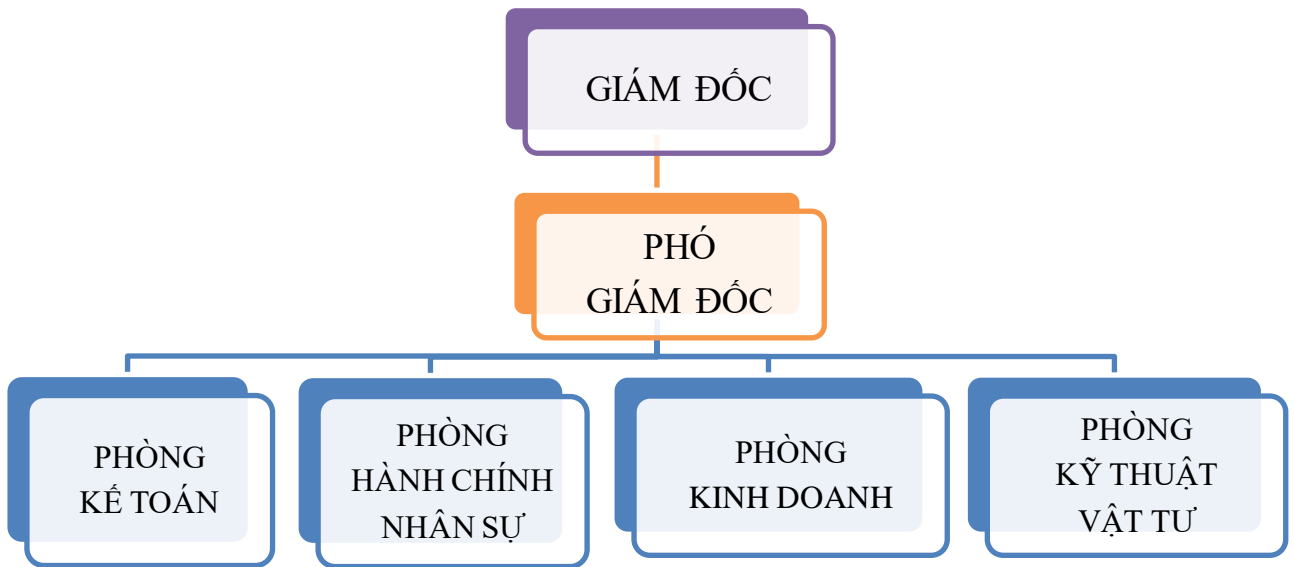 GIÁM ĐỐC
PHÓ
GIÁM ĐỐC
PHÒNG
KẾ TOÁN
PHÒNG
HÀNH CHÍNH
NHÂN SỰ
PHÒNG
KINH DOANH
PHÒNG
KỸ THUẬT
VẬT TƯ